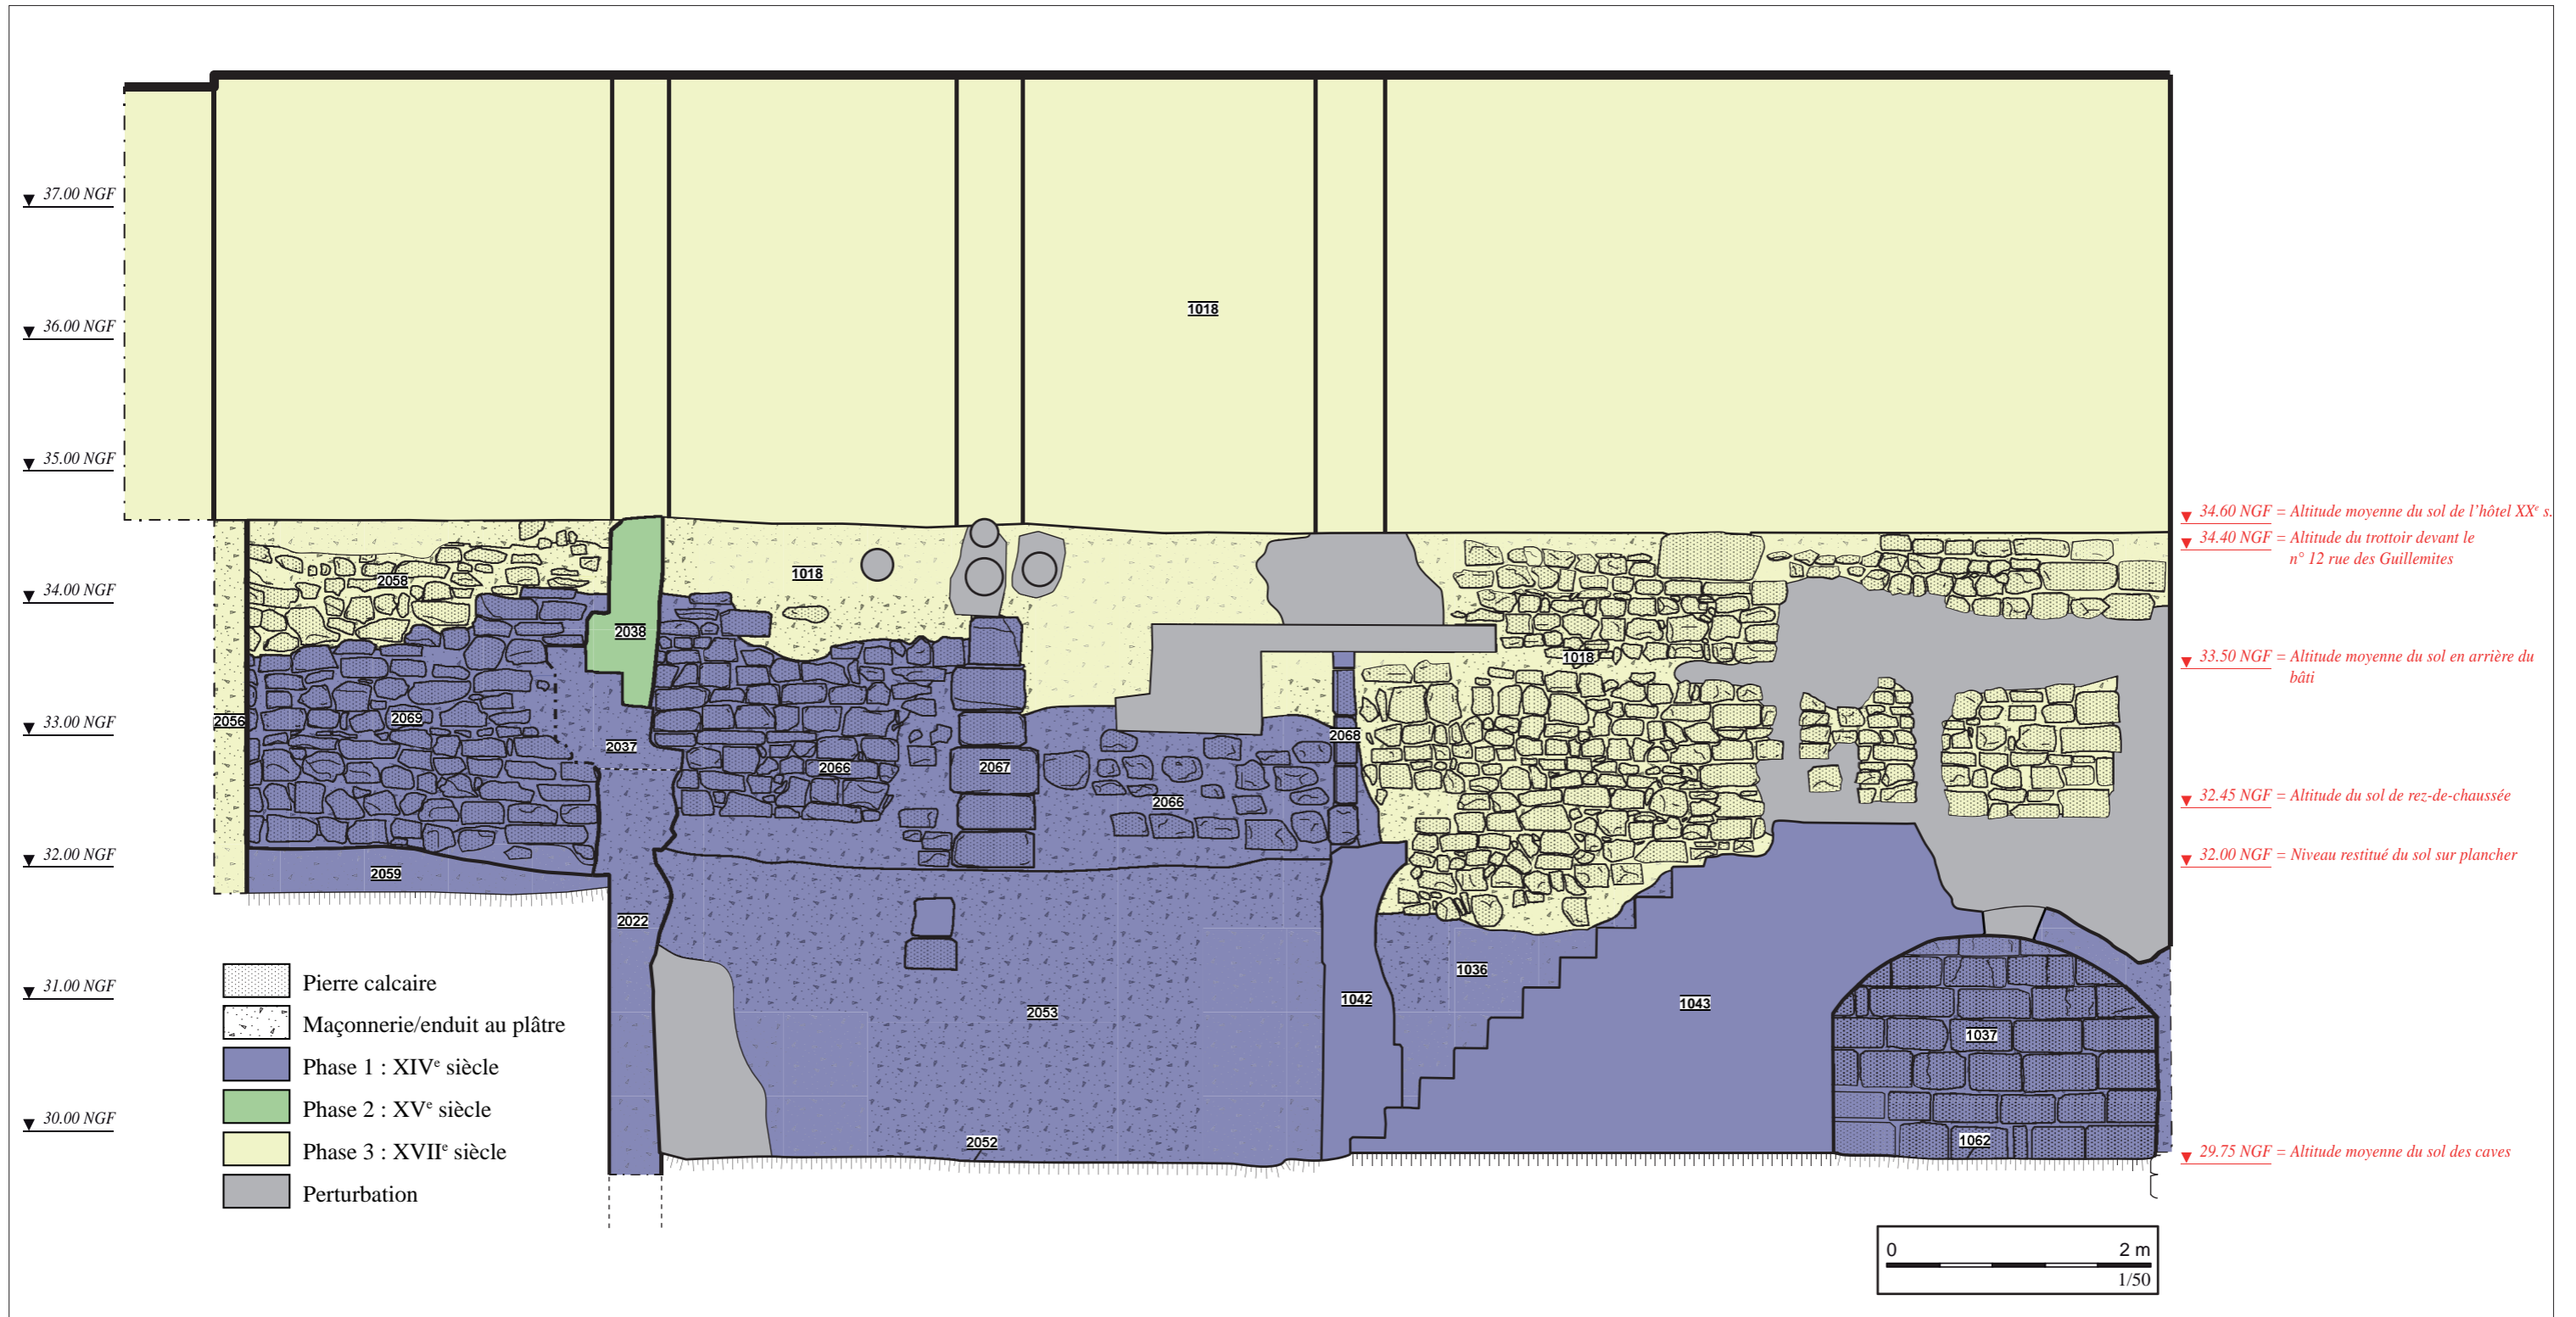 37.00 NGF
36.00 NGF
35.00 NGF
34.00 NGF
33.00 NGF
32.00 NGF
31.00 NGF
30.00 NGF
1018
2058
2038
1018
1018
2056
2069
2037
2066
2067
2066
2068
2059
2022
2053
2052
1042
1036
1043
1037
1062
34.60 NGF = Altitude moyenne du sol de l'hôtel XXe s.
34.40 NGF = Altitude du trottoir devant le
n° 12 rue des Guillemites
33.50 NGF = Altitude moyenne du sol en arrière du
bâti
32.45 NGF = Altitude du sol de rez-de-chaussée
32.00 NGF = Niveau restitué du sol sur plancher
29.75 NGF = Altitude moyenne du sol des caves
Pierre calcaire
Maçonnerie/enduit au plâtre
Phase 1 : XIVe siècle
Phase 2 : XVe siècle
Phase 3 : XVIIe siècle
Perturbation
0 2 m
1/50